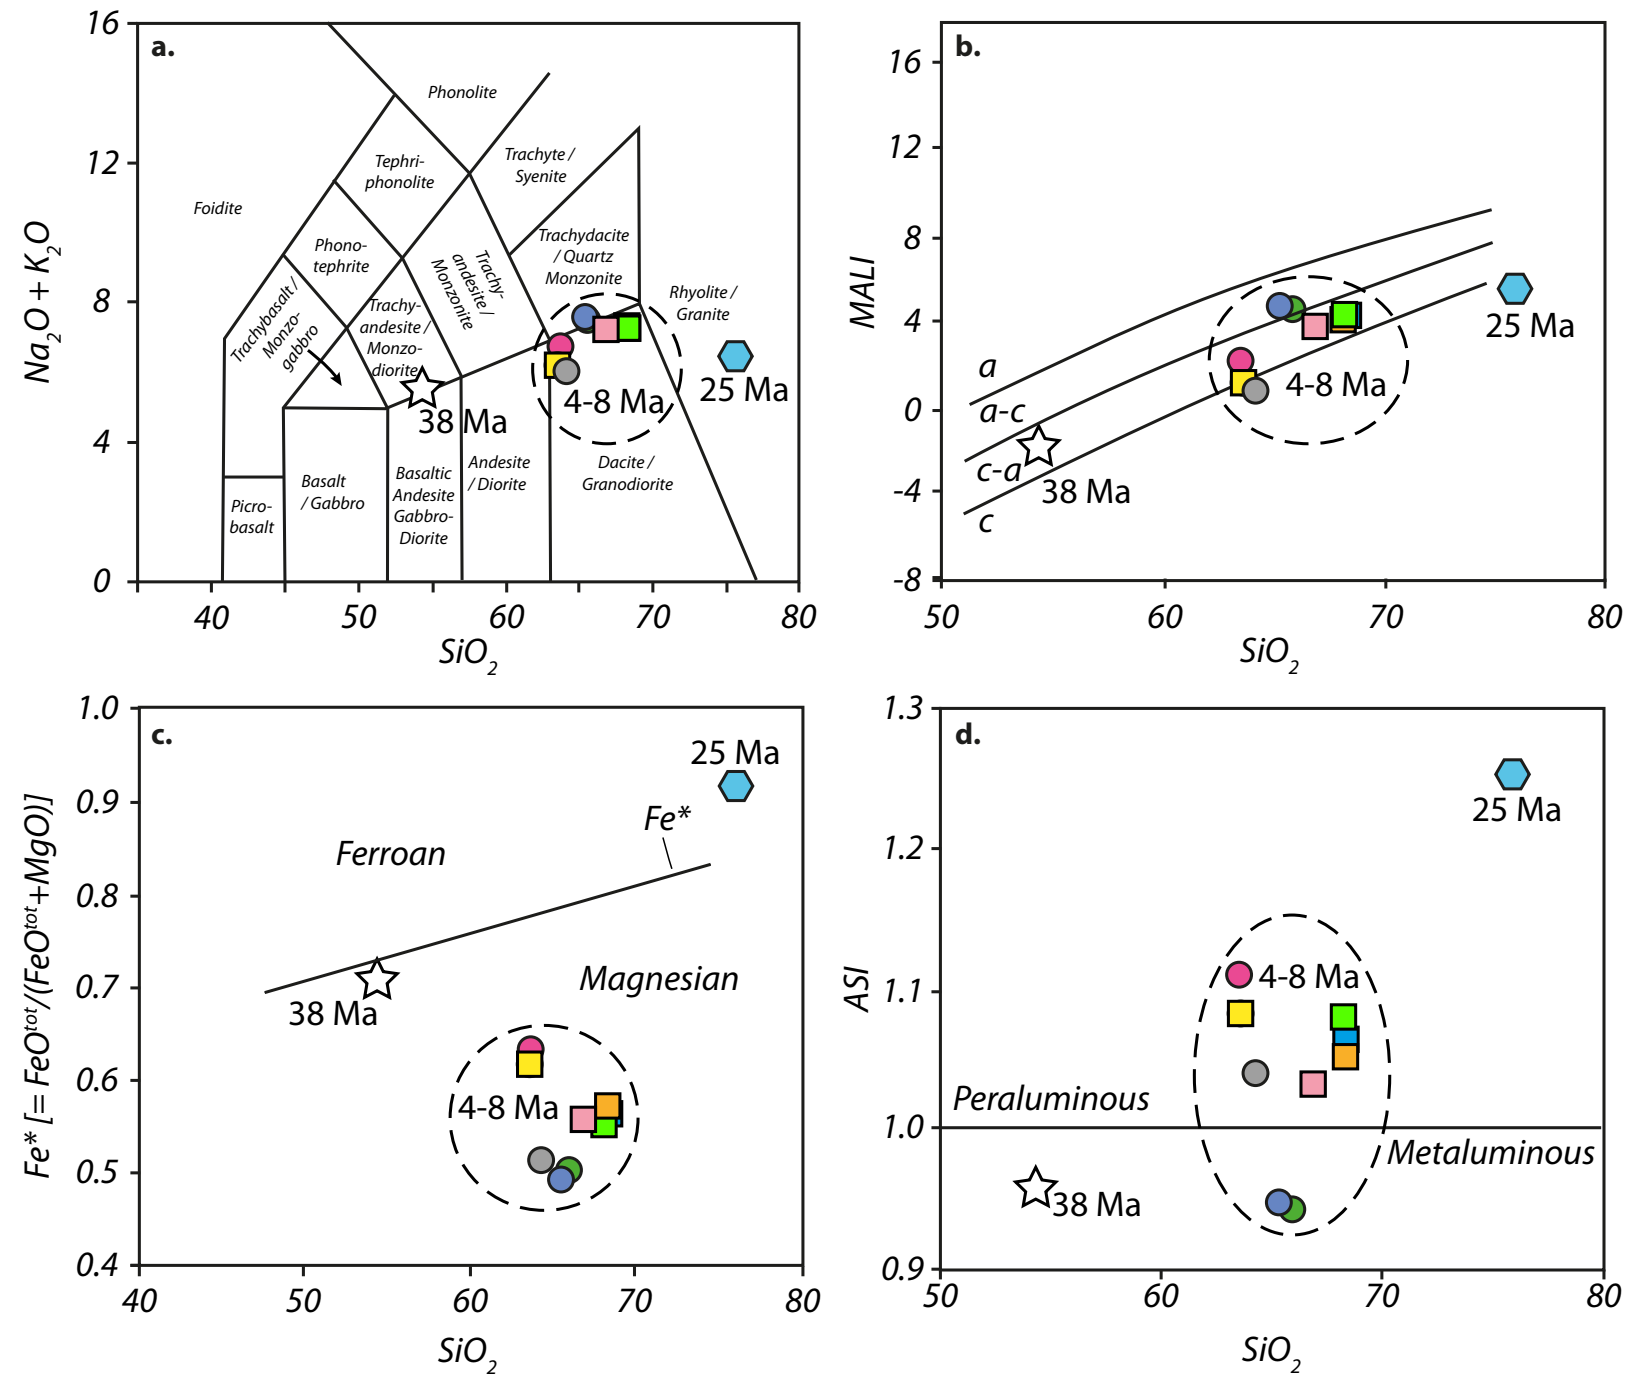 a.
16
12
8
4
0
Na2O + K2O
40
50
60
70
80
SiO2
Phonolite
Tephri-
phonolite
Trachyte /
Syenite
Foidite
Phono-
tephrite
Trachydacite
/ Quartz
Monzonite
Trachy-
andesite /
Monzonite
Rhyolite /
Granite
Trachybasalt /
Monzo-
gabbro
Trachy-
andesite /
Monzo-
diorite
38 Ma
4-8 Ma
25 Ma
Picro-
basalt
Basalt
/ Gabbro
Basaltic
Andesite
Gabbro-
Diorite
Andesite
/ Diorite
Dacite /
Granodiorite
b.
16
12
8
4
0
-4
-8
MALI
a
a-c
c-a
c
38 Ma
4-8 Ma
25 Ma
50
60
70
80
SiO2
c.
1.0
0.9
0.8
0.7
0.6
0.5
0.4
Fe* [= FeOtot/(FeOtot+MgO)]
25 Ma
Fe*
Ferroan
Magnesian
38 Ma
4-8 Ma
40
50
60
70
80
SiO2
d.
1.3
1.2
1.1
1.0
0.9
ASI
25 Ma
4-8 Ma
Peraluminous
Metaluminous
38 Ma
50
60
70
80
SiO2